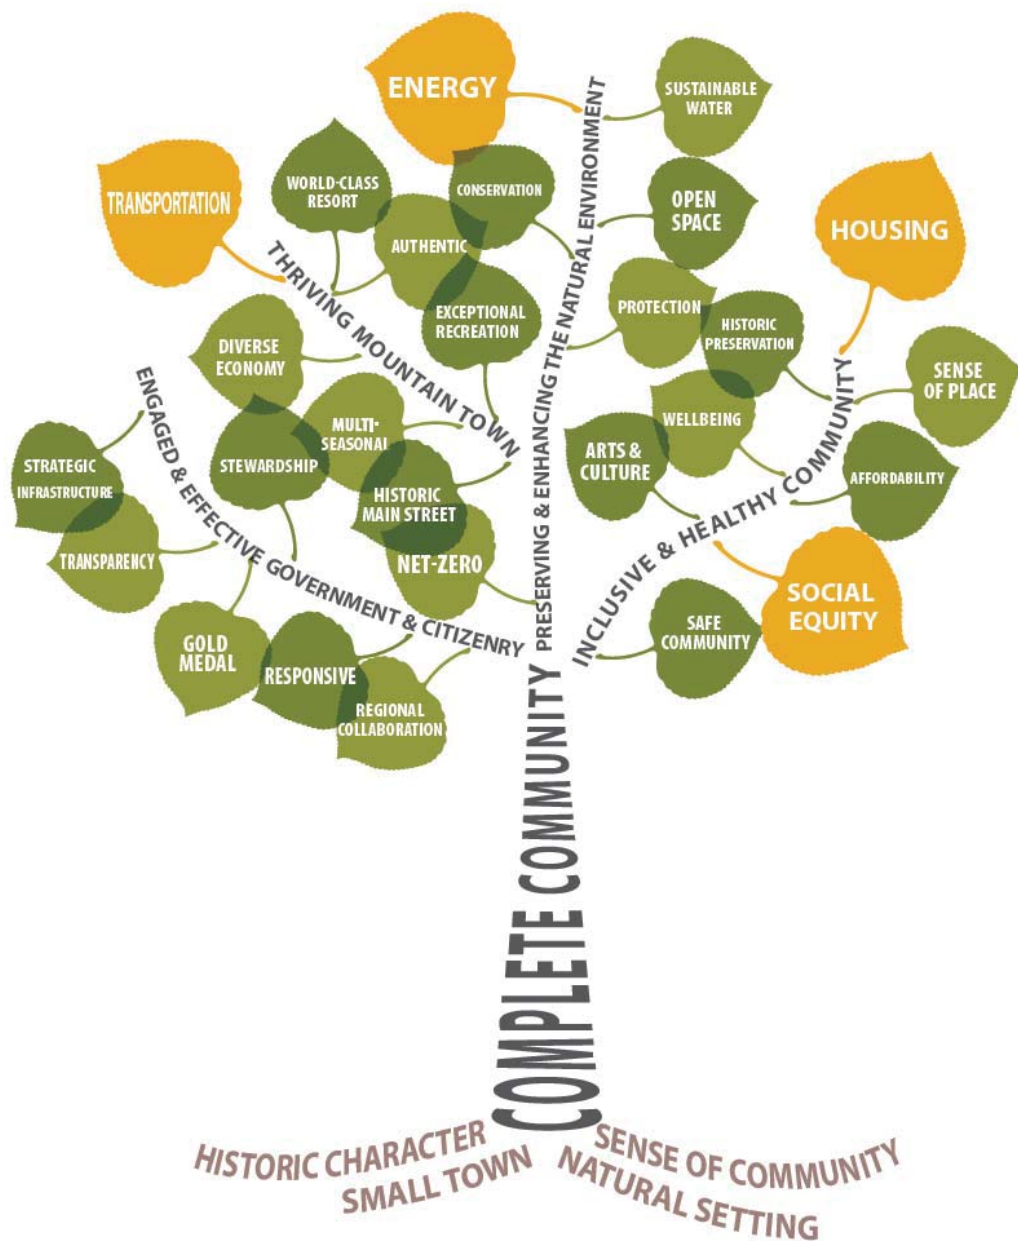 ENERGY
SUSTAINABLE
WATER
TRANSPORTATION
WORLD-CLASS
RESORT
CONSERVATION
OPEN
SPACE
HOUSING
AUTHENTIC
THRIVING MOUNTAIN TOWN
PRESERVING & ENHANCING THE NATURAL ENVIRONMENT
EXCEPTIONAL
RECREATION
PROTECTION
HISTORIC
PRESERVATION
DIVERSE
ECONOMY
SENSE
OF PLACE
ENGAGED & EFFECTIVE GOVERNMENT & CITIZENRY
MULTI-
SEASONAL
WELLBEING
INCLUSIVE & HEALTHY COMMUNITY
STRATEGIC
INFRASTRUCTURE
STEWARDSHIP
ARTS &
CULTURE
AFFORDABILITY
HISTORIC
MAIN STREET
TRANSPARENCY
NET-ZERO
SOCIAL
EQUITY
GOLD
MEDAL
SAFE
COMMUNITY
RESPONSIVE
REGIONAL
COLLABORATION
COMPLETE COMMUNITY
HISTORIC CHARACTER
SENSE OF COMMUNITY
SMALL TOWN
NATURAL SETTING